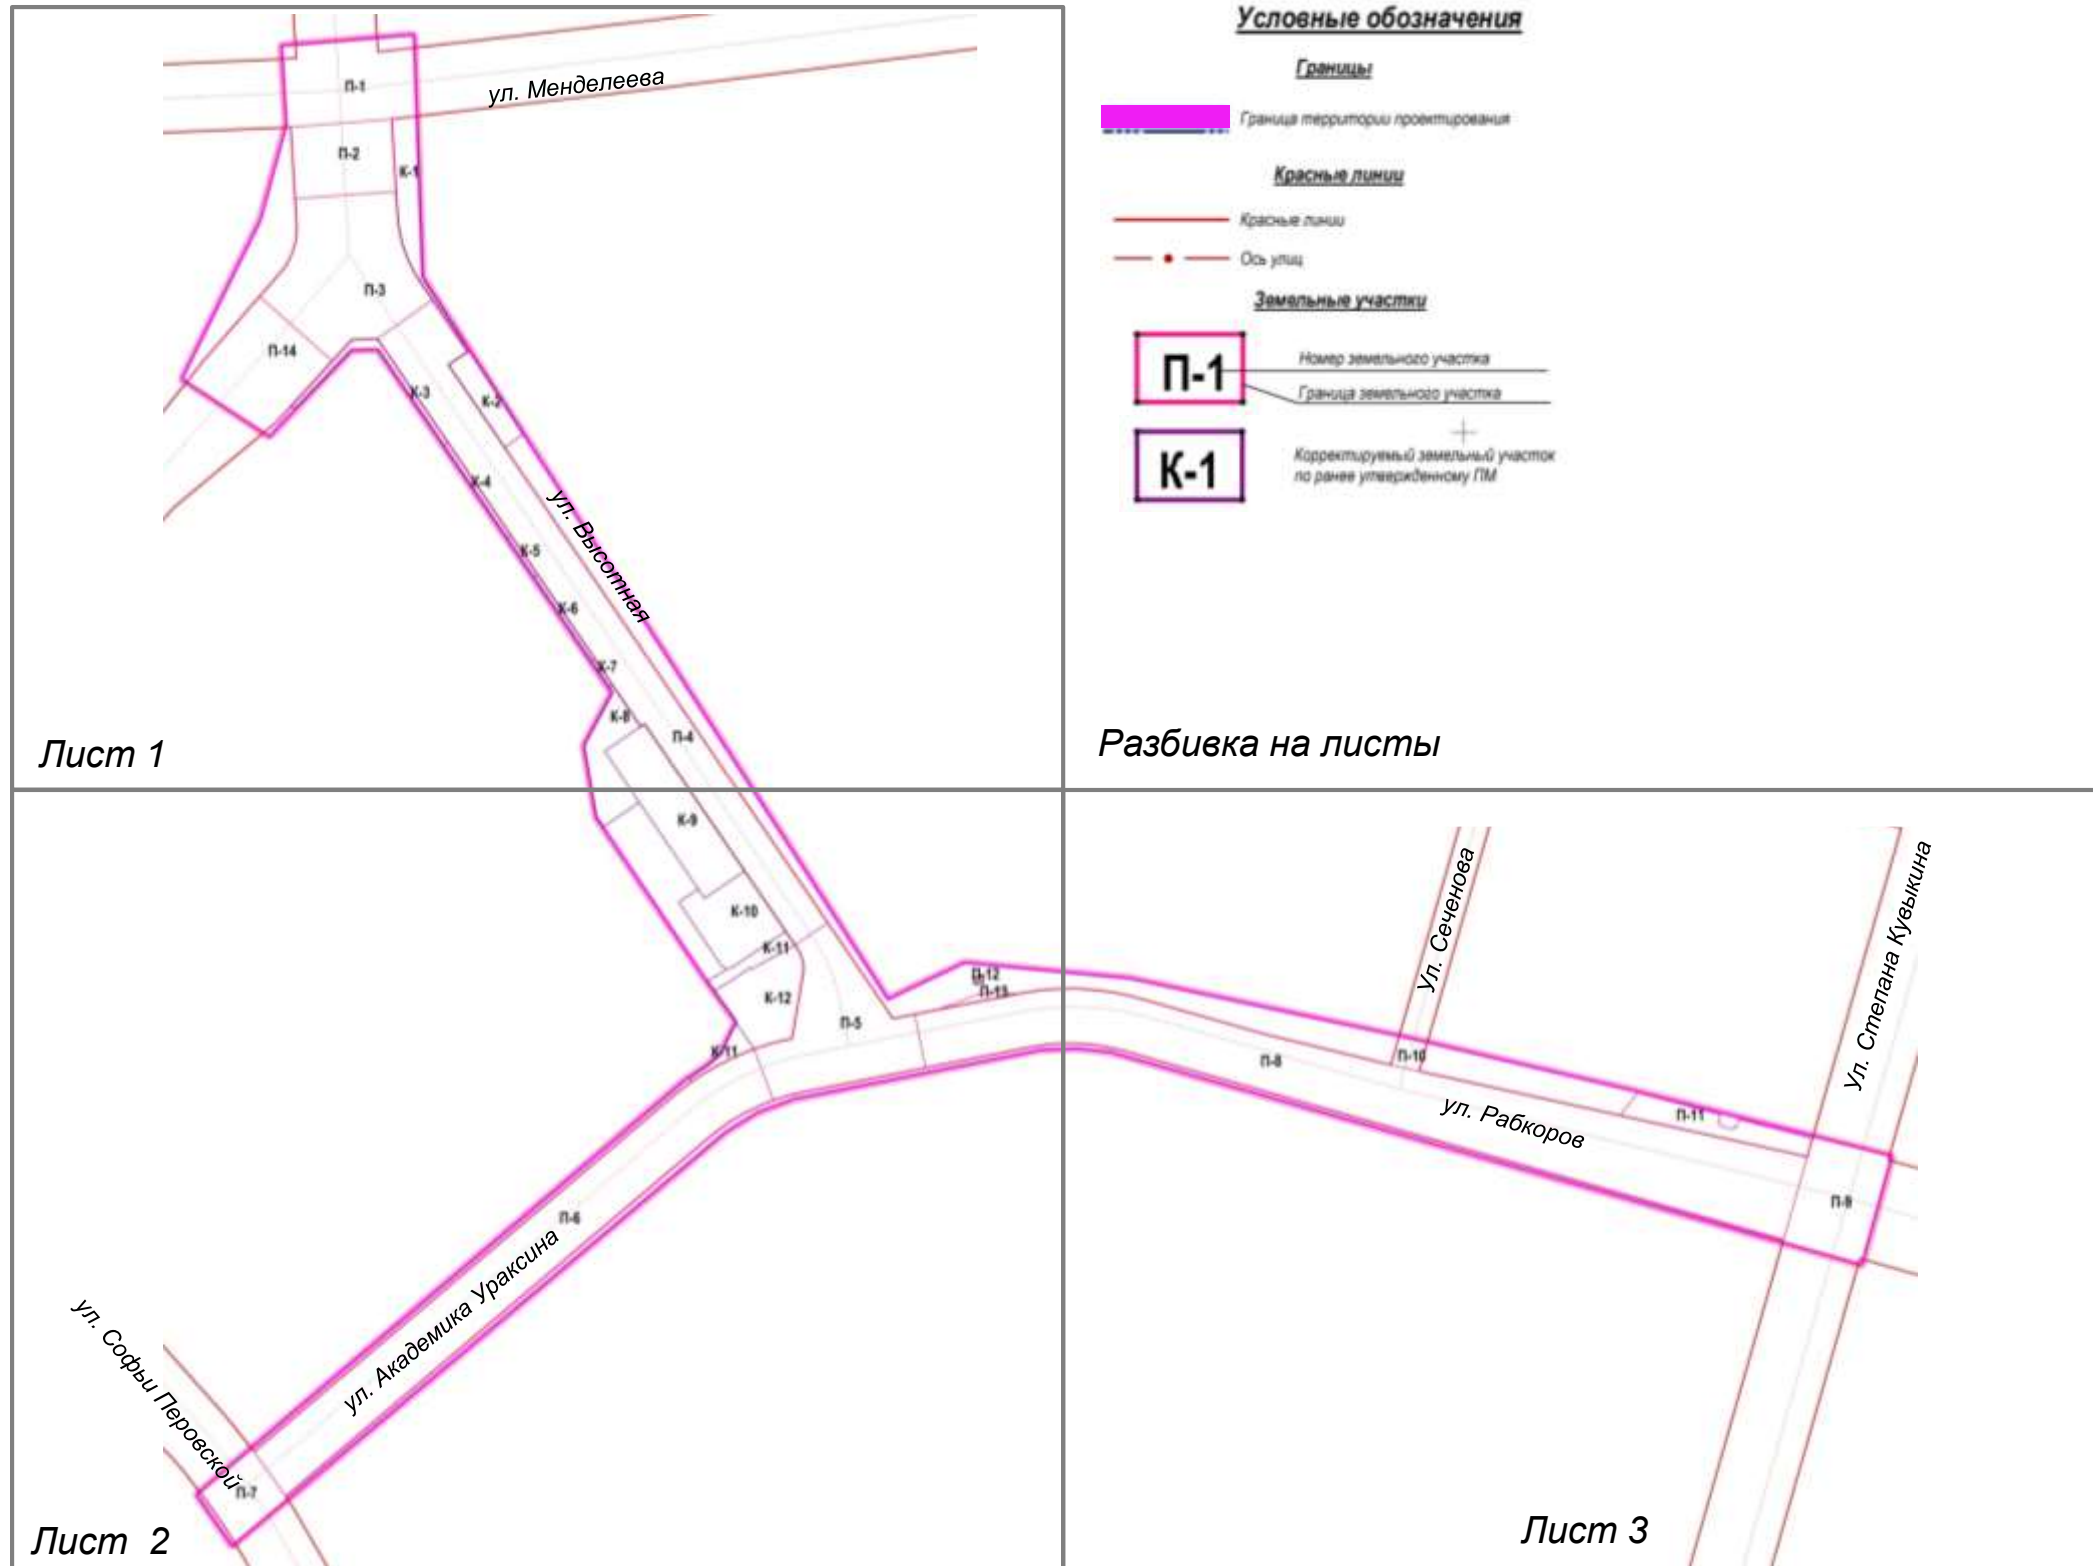 Условные обозначения
Границы
Граница территории проектирования
Красные линии
Красные линии
Ось улиц
Земельные участки
П-1
Номер земельного участка
Граница земельного участка
К-1
Корректируемый земельный участок
по ранее утвержденному ПМ
Разбивка на листы
П-1
ул. Менделеева
П-2
К-1
П-3
П-14
К-3
К-2
К-4
ул. Высотная
К-5
К-6
К-7
К-8
П-4
Лист 1
К-9
К-10
К-11
К-12
П-12
П-13
П-5
К-11
П-6
ул. Академика Ураксина
ул. Софьи Перовской
П-7
Лист 2
Ул. Сеченова
Ул. Степана Кувыкина
П-8
П-10
ул. Рабкоров
П-11
П-9
Лист 3